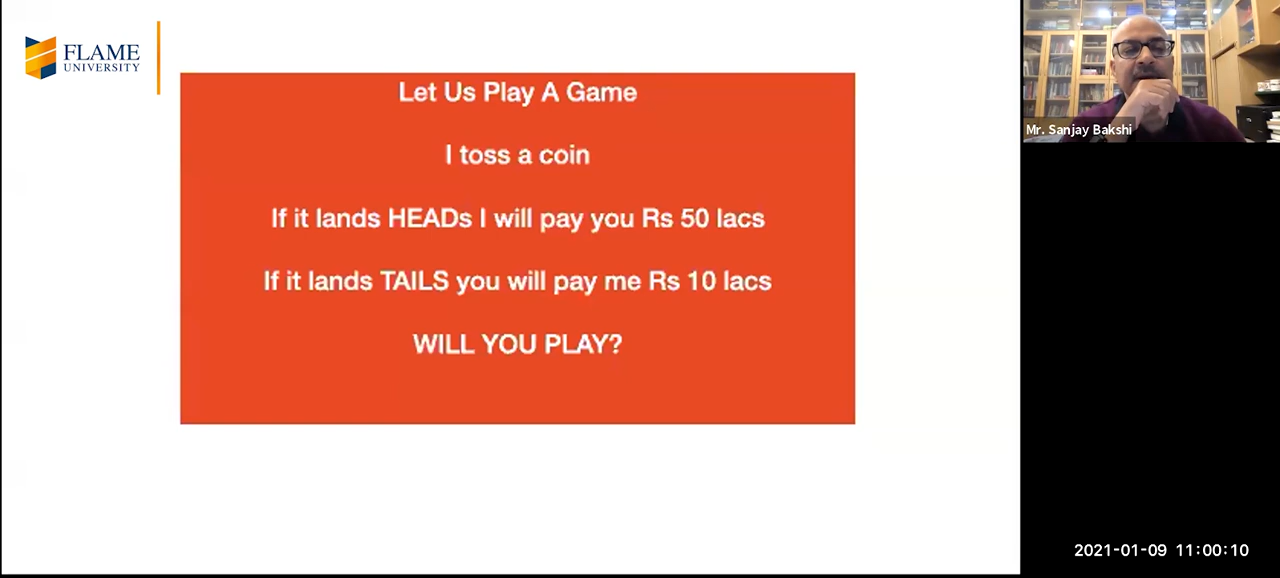 FLAME
UNIVERSITY
Let Us Play A Game
I toss a coin
If it lands HEADs I will pay you Rs 50 lacs
If it lands TAILS you will pay me Rs 10 lacs
WILL YOU PLAY?
Mr. Sanjay Bakshi
2021-01-09 11:00:10